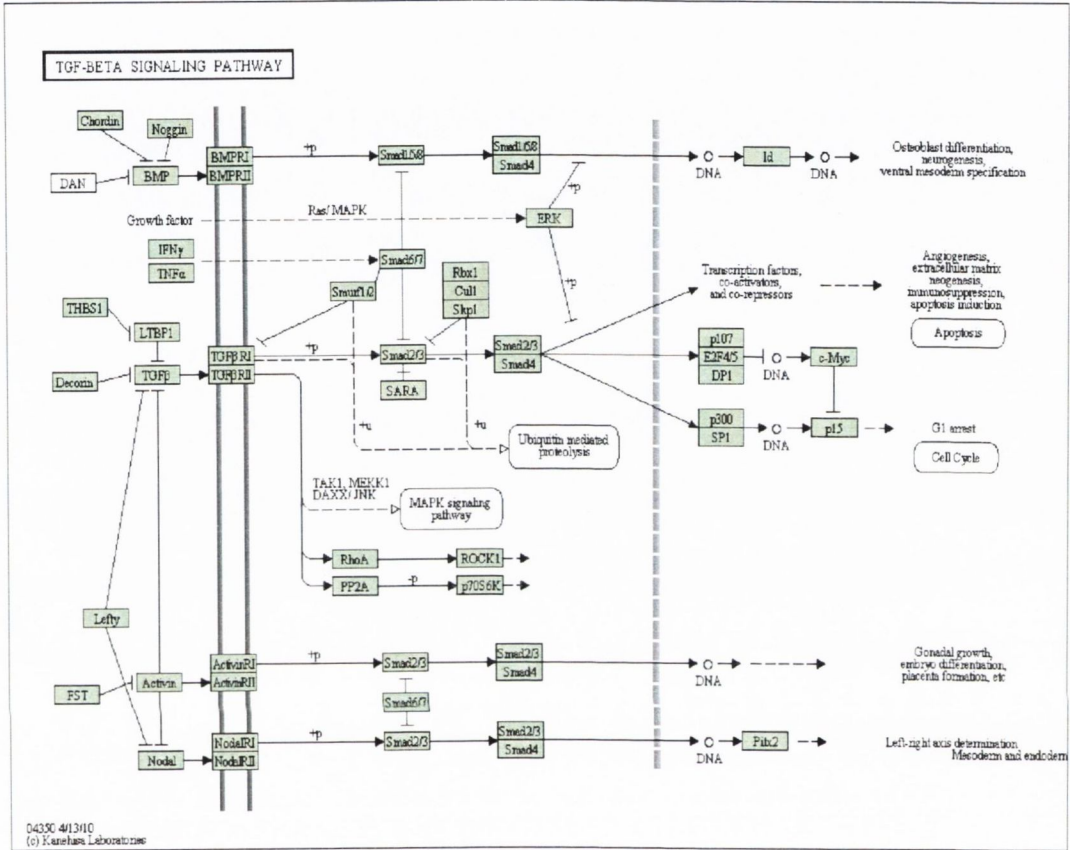 TGF-BETA SIGNALING PATHWAY
Chordin
Noggin
DAN
BMP
BMPRI
BMPRII
+p
Smad1/5/8
Smad1/5/8
Smad4
DNA
Id
DNA
Osteoblast differentiation,
neurogenesis,
ventral mesoderm specification
Growth factor
Ras/ MAPK
+p
ERK
+p
IFNγ
TNFα
Smad6/7
Smurf1/2
Rbx1
Cul1
Skp1
THBS1
LTBP1
Decorin
TGFβ
TGFβRI
TGFβRII
+p
Smad2/3
SARA
Smad2/3
Smad4
Transcription factors,
co-activators,
and co-repressors
Angiogenesis,
extracellular matrix
neogenesis,
immunosuppression,
apoptosis induction
Apoptosis
p107
E2F4/5
DP1
DNA
c-Myc
p300
SP1
DNA
p15
G1 arrest
Cell Cycle
+u
+u
Ubiquitin mediated
proteolysis
TAK1, MEKK1
DAXX/ JNK
MAPK signaling
pathway
RhoA
ROCK1
PP2A
-p
p70S6K
Lefty
FST
Activin
ActivinRI
ActivinRII
+p
Smad2/3
Smad2/3
Smad4
DNA
Gonadal growth,
embryo differentiation,
placenta formation, etc
Smad6/7
Nodal
NodalRI
NodalRII
+p
Smad2/3
Smad2/3
Smad4
DNA
Pitx2
Left-right axis determination
Mesoderm and endoderm
04350 4/13/10
(c) Kanehisa Laboratories